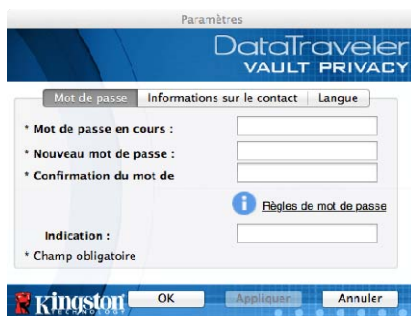 Paramètres
DataTraveler
VAULT PRIVACY
Mot de passe Informations sur le contact Langue
* Mot de passe en cours :
* Nouveau mot de passe :
* Confirmation du mot de
Règles de mot de passe
Indication :
* Champ obligatoire
Kingston
TECHNOLOGY
OK Appliquer Annuler